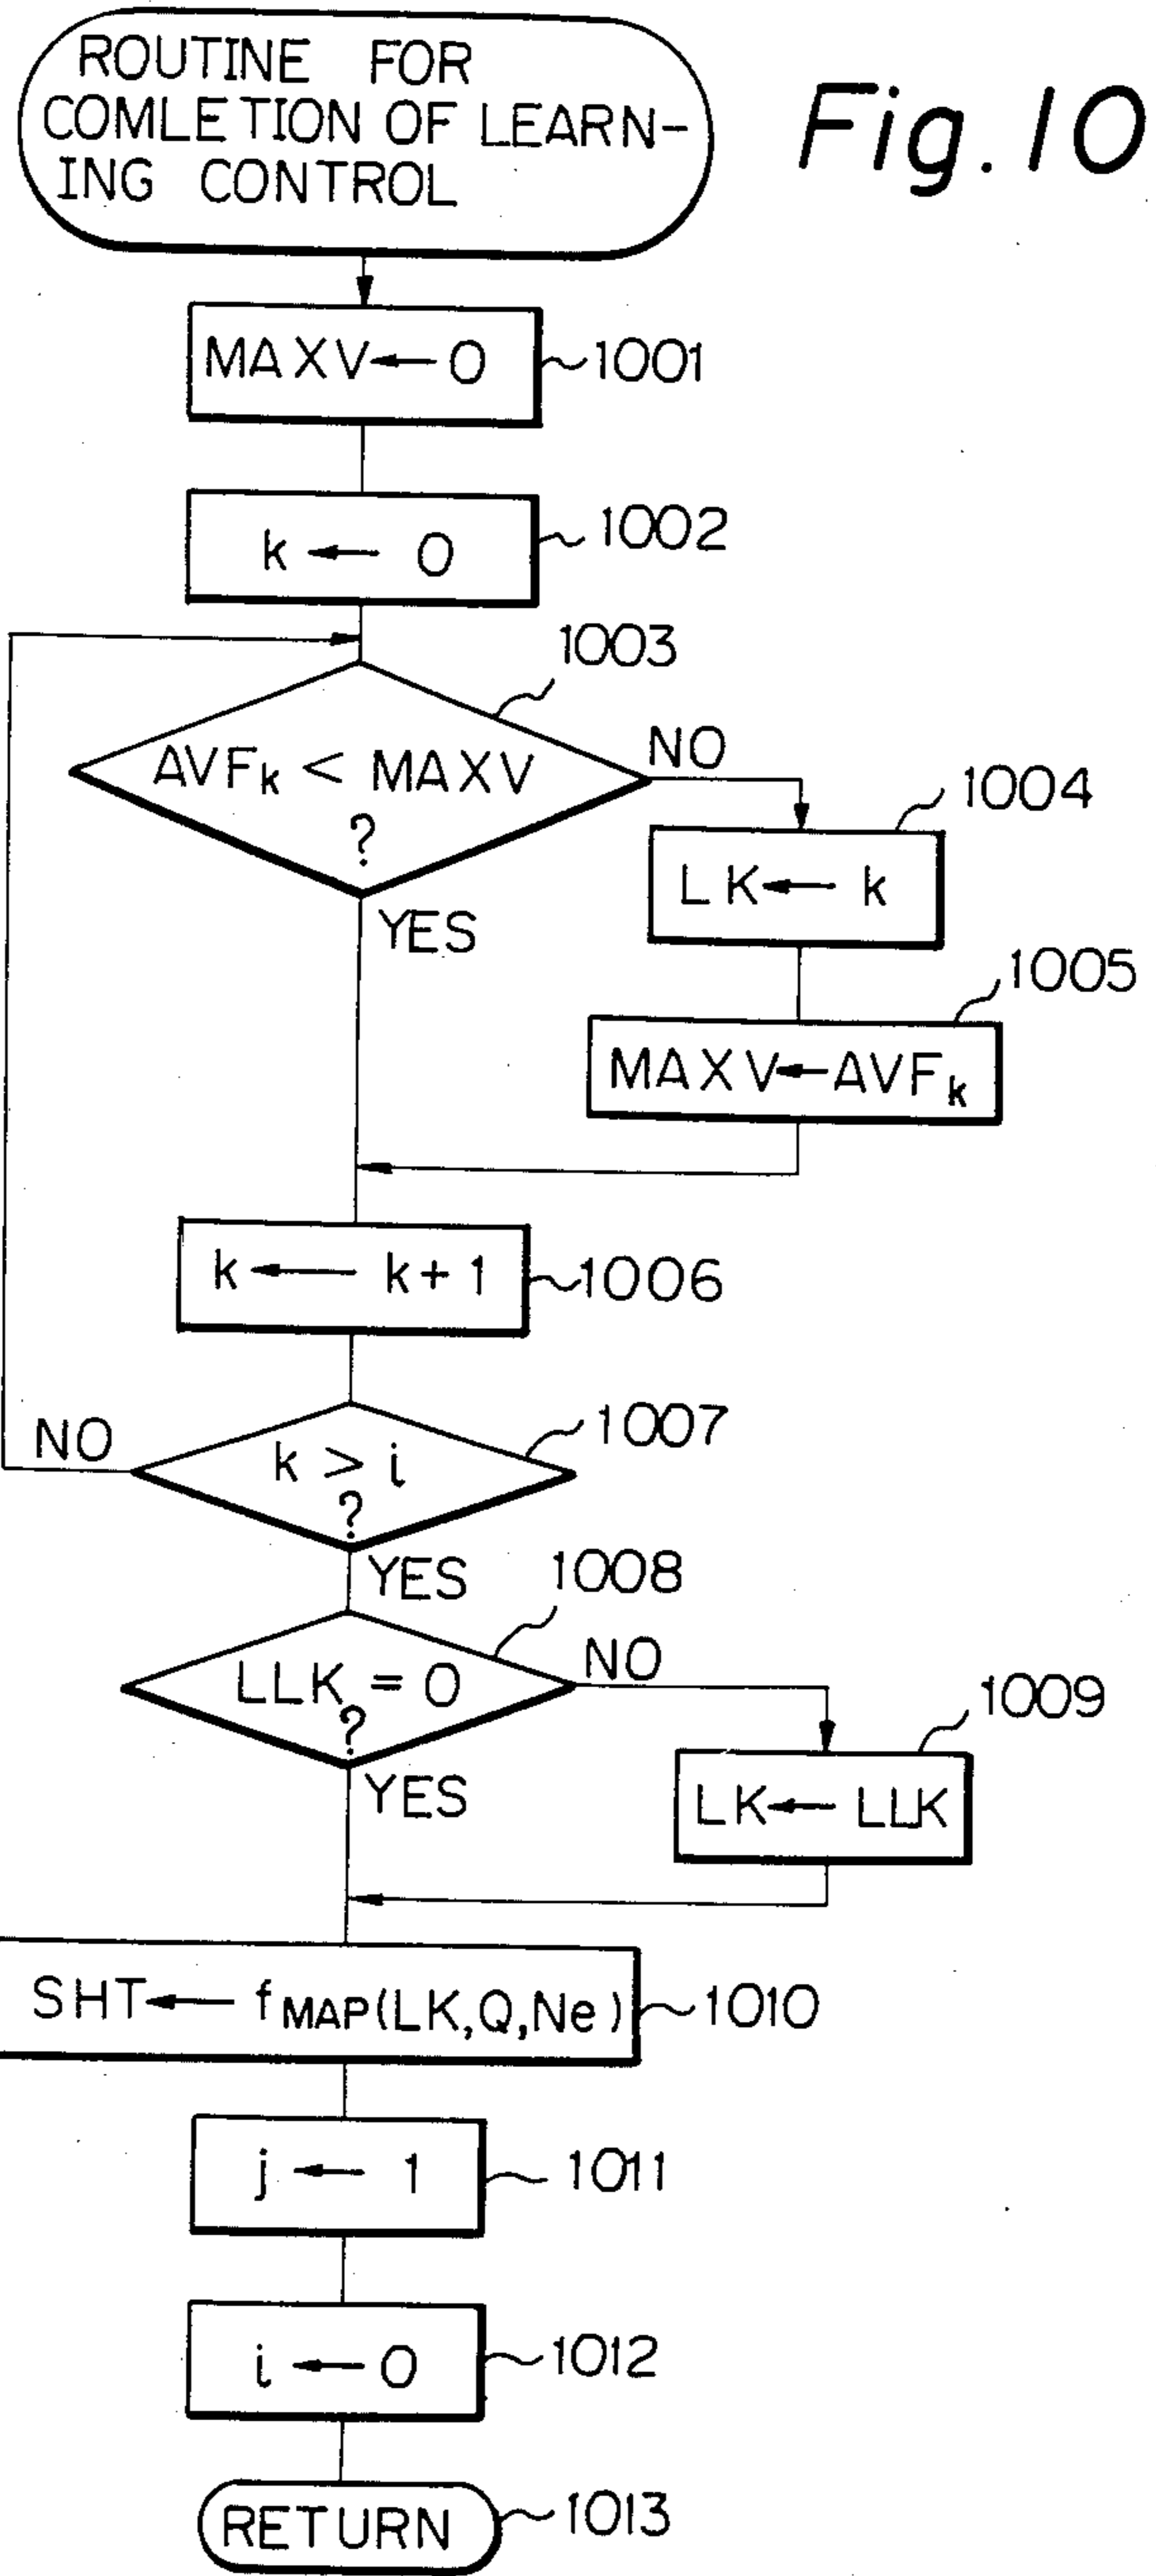 ROUTINE FOR
COMLETION OF LEARN-
ING CONTROL
Fig. 10
MAXV ← 0
1001
k ← 0
1002
1003
AVFk < MAXV
?
NO
YES
1004
LK ← k
1005
MAXV ← AVFk
k ← k+1
1006
1007
k > i
?
NO
YES
1008
LLK = 0
?
NO
YES
1009
LK ← LLK
SHT ← fMAP(LK,Q,Ne)
1010
j ← 1
1011
i ← 0
1012
RETURN
1013